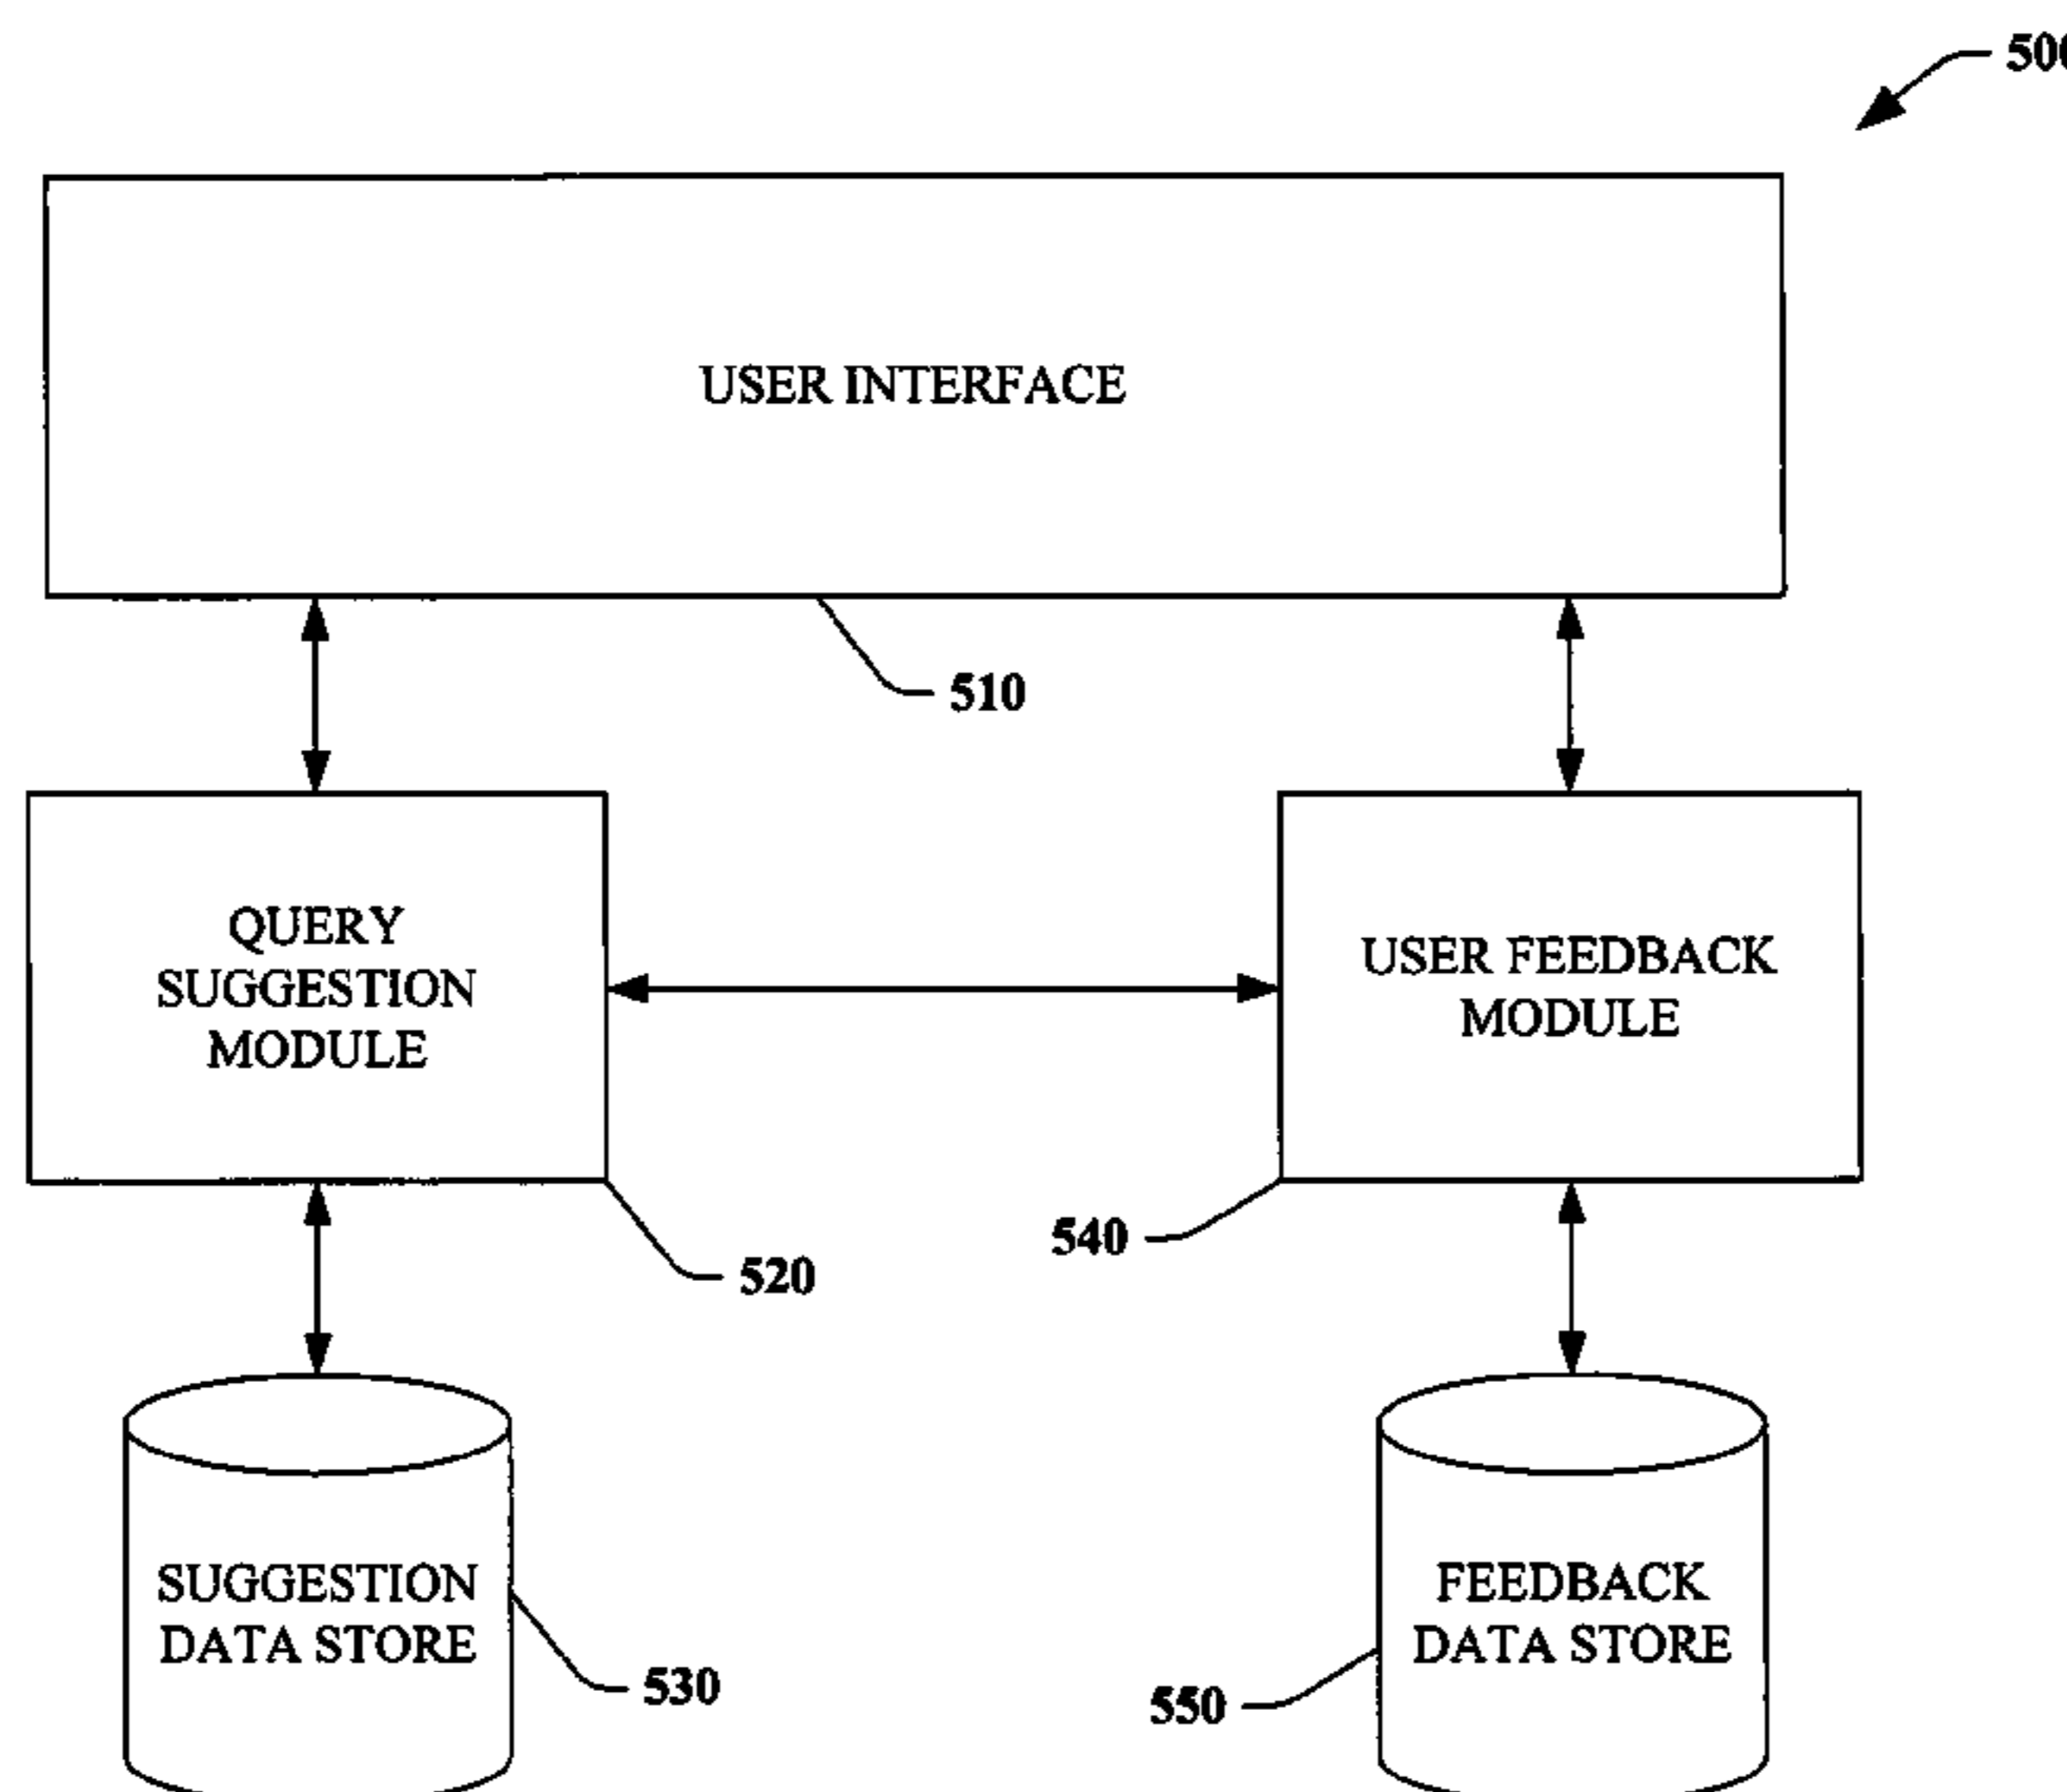 500
USER INTERFACE
510
QUERY
SUGGESTION
MODULE
USER FEEDBACK
MODULE
540
520
SUGGESTION
DATA STORE
FEEDBACK
DATA STORE
530
550